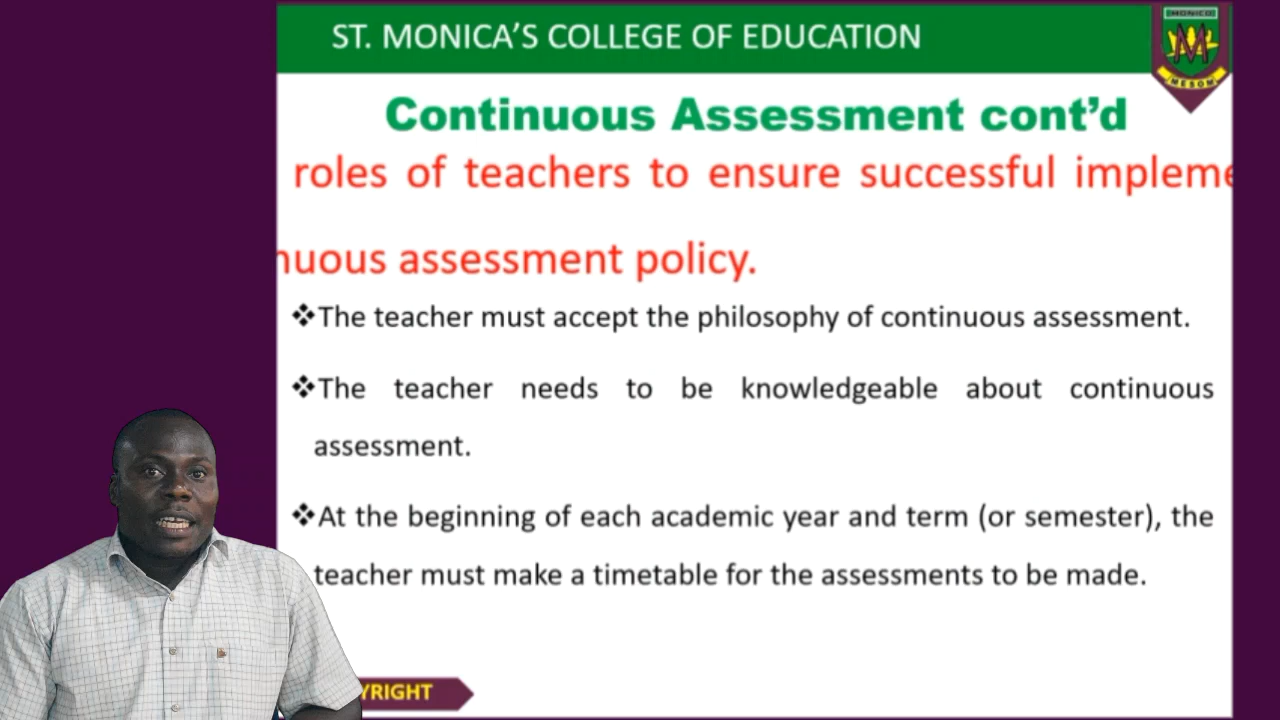 ST. MONICA'S COLLEGE OF EDUCATION
MONICO
M
MESOM
Continuous Assessment cont'd
roles of teachers to ensure successful impleme
nuous assessment policy.
❖The teacher must accept the philosophy of continuous assessment.
❖The teacher needs to be knowledgeable about continuous
assessment.
❖At the beginning of each academic year and term (or semester), the
teacher must make a timetable for the assessments to be made.
YRIGHT